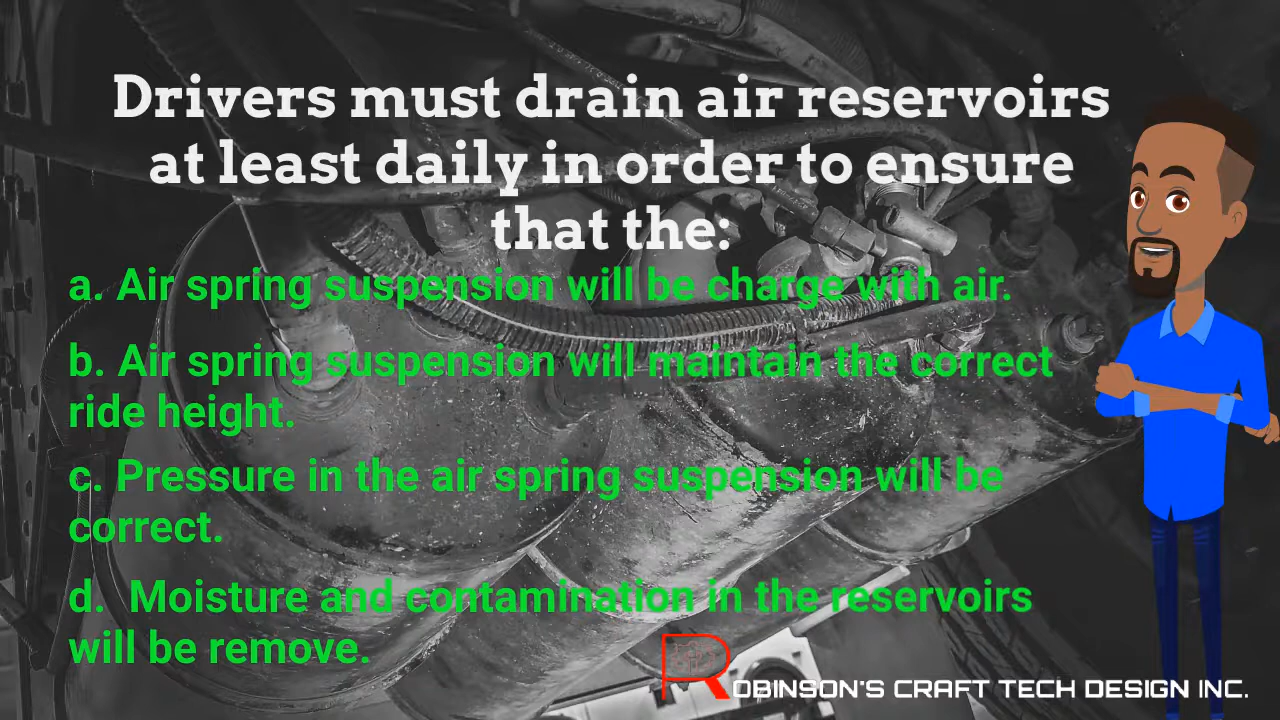 Drivers must drain air reservoirs
at least daily in order to ensure
that the:
a. Air spring suspension will be charge with air.
b. Air spring suspension will maintain the correct
ride height.
c. Pressure in the air spring suspension will be
correct.
d. Moisture and contamination in the reservoirs
will be remove.
ROBINSON'S CRAFT TECH DESIGN INC.